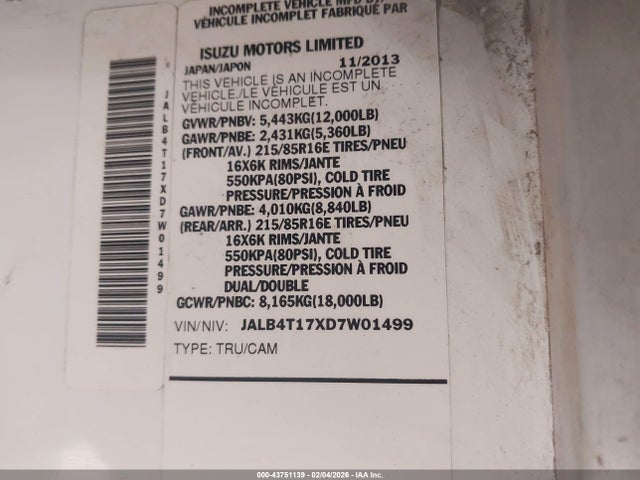 INCOMPLETE VEHICLE MFD BY
VÉHICULE INCOMPLET FABRIQUÉ PAR
ISUZU MOTORS LIMITED
JAPAN/JAPON 11/2013
THIS VEHICLE IS AN INCOMPLETE
VEHICLE./LE VÉHICULE EST UN
VÉHICULE INCOMPLET.
GVWR/PNBV: 5,443KG(12,000LB)
GAWR/PNBE: 2,431KG(5,360LB)
(FRONT/AV.) 215/85R16E TIRES/PNEU
16X6K RIMS/JANTE
550KPA(80PSI), COLD TIRE
PRESSURE/PRESSION À FROID
GAWR/PNBE: 4,010KG(8,840LB)
(REAR/ARR.) 215/85R16E TIRES/PNEU
16X6K RIMS/JANTE
550KPA(80PSI), COLD TIRE
PRESSURE/PRESSION À FROID
DUAL/DOUBLE
GCWR/PNBC: 8,165KG(18,000LB)
VIN/NIV: JALB4T17XD7W01499
TYPE: TRU/CAM
JALB4T17XD7W01499
000-43751139 - 02/04/2026 - IAA Inc.